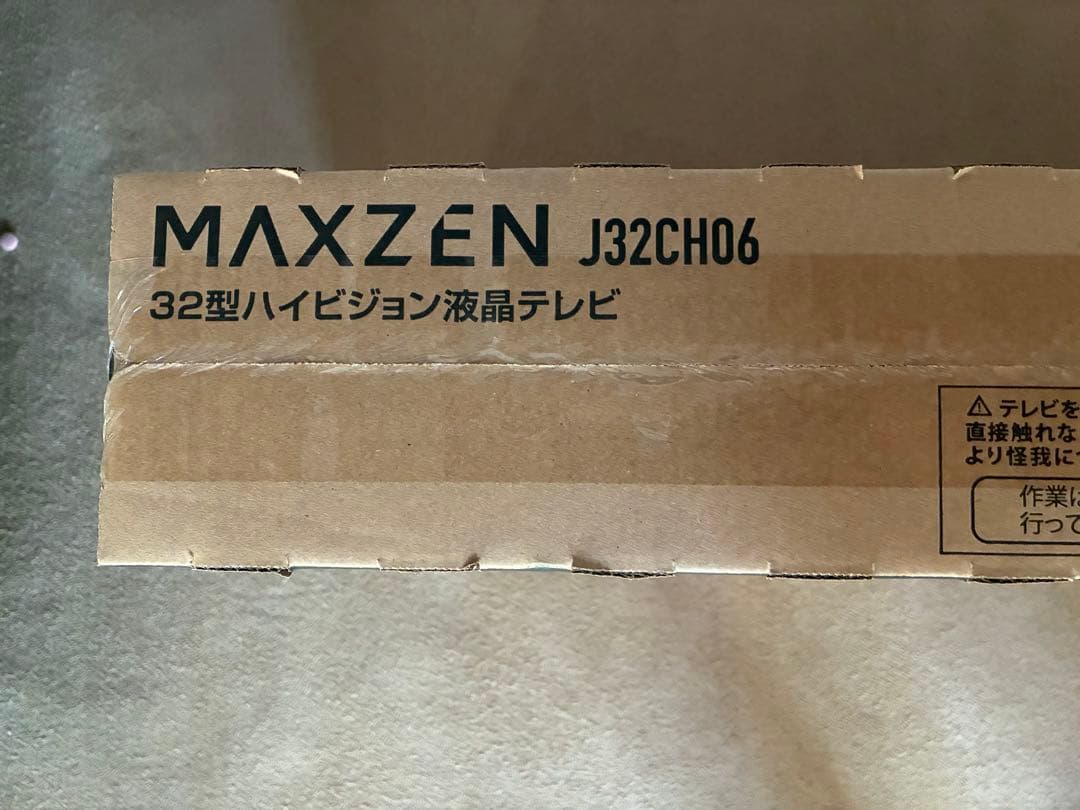 MAXZEN J32CH06
32型ハイビジョン液晶テレビ
⚠ テレビを
直接触れな
より怪我に
作業は
行って